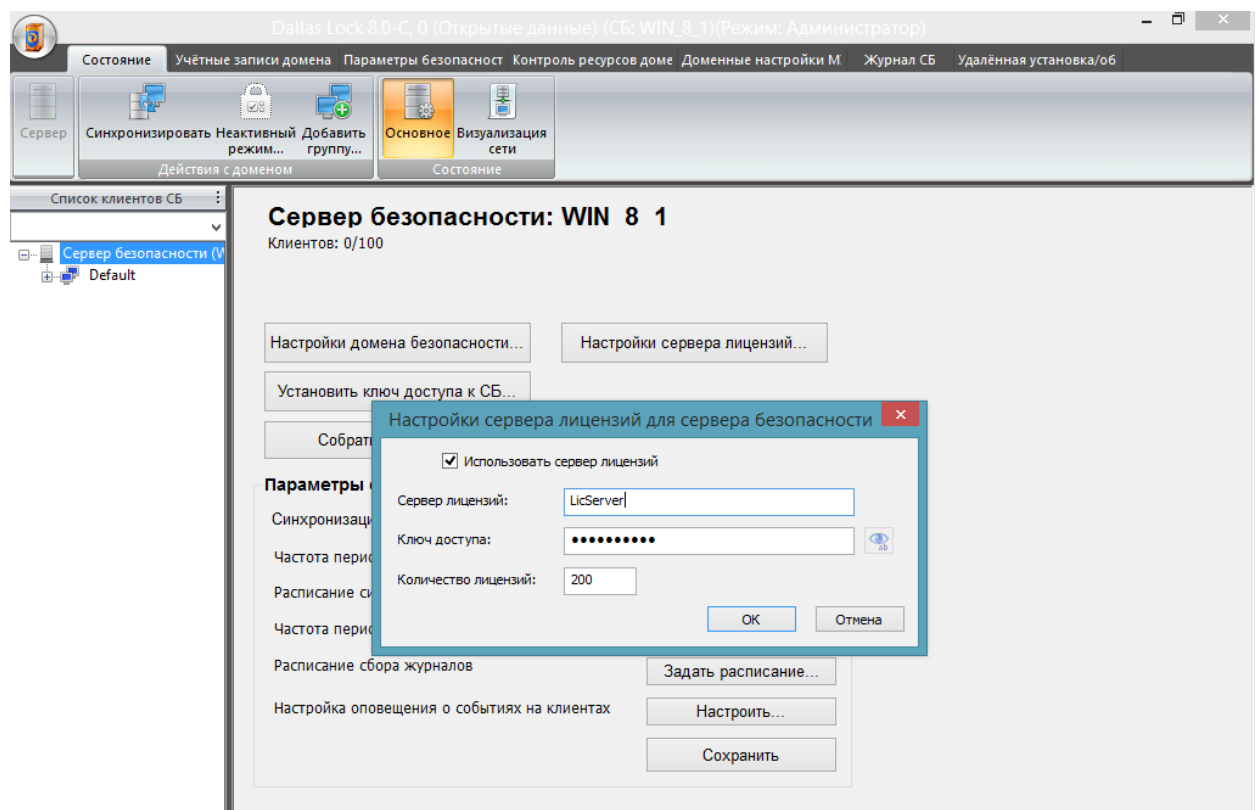 Dallas Lock 8.0-C, 0 (Открытые данные) (СБ: WIN_8_1)(Режим: Администратор)
Состояние Учётные записи домена Параметры безопасност Контроль ресурсов доме Доменные настройки М Журнал СБ Удалённая установка/об
Сервер
Синхронизировать
Неактивный режим...
Добавить группу...
Действия с доменом
Основное
Визуализация сети
Состояние
Список клиентов СБ
Сервер безопасности (W
Default
Сервер безопасности: WIN_8_1
Клиентов: 0/100
Настройки домена безопасности...
Настройки сервера лицензий...
Установить ключ доступа к СБ...
Собрат
Настройки сервера лицензий для сервера безопасности
Использовать сервер лицензий
Сервер лицензий: LicServer
Ключ доступа: ●●●●●●●●●●
Количество лицензий: 200
OK Отмена
Параметры
Синхронизаци
Частота перио
Расписание си
Частота перио
Расписание сбора журналов Задать расписание...
Настройка оповещения о событиях на клиентах Настроить...
Сохранить